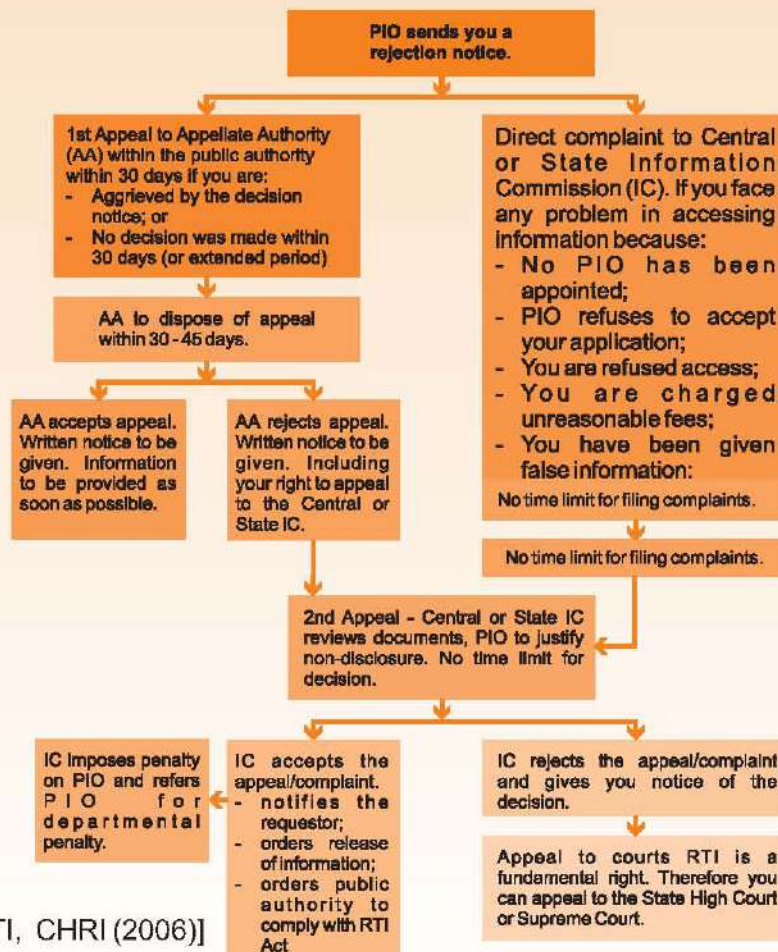 PIO sends you a
rejection notice.
1st Appeal to Appellate Authority
(AA) within the public authority
within 30 days if you are:
- Aggrieved by the decision
notice; or
- No decision was made within
30 days (or extended period)
AA to dispose of appeal
within 30 - 45 days.
AA accepts appeal.
Written notice to be
given. Information
to be provided as
soon as possible.
AA rejects appeal.
Written notice to be
given. Including
your right to appeal
to the Central or
State IC.
Direct complaint to Central
or State Information
Commission (IC). If you face
any problem in accessing
information because:
- No PIO has been
appointed;
- PIO refuses to accept
your application;
- You are refused access;
- You are charged
unreasonable fees;
- You have been given
false information:
No time limit for filing complaints.
No time limit for filing complaints.
2nd Appeal - Central or State IC
reviews documents, PIO to justify
non-disclosure. No time limit for
decision.
IC imposes penalty
on PIO and refers
PIO for
departmental
penalty.
IC accepts the
appeal/complaint.
- notifies the
requestor;
- orders release
of information;
- orders public
authority to
comply with RTI
Act
IC rejects the appeal/complaint
and gives you notice of the
decision.
Appeal to courts RTI is a
fundamental right. Therefore you
can appeal to the State High Court
or Supreme Court.
TI, CHRI (2006)]